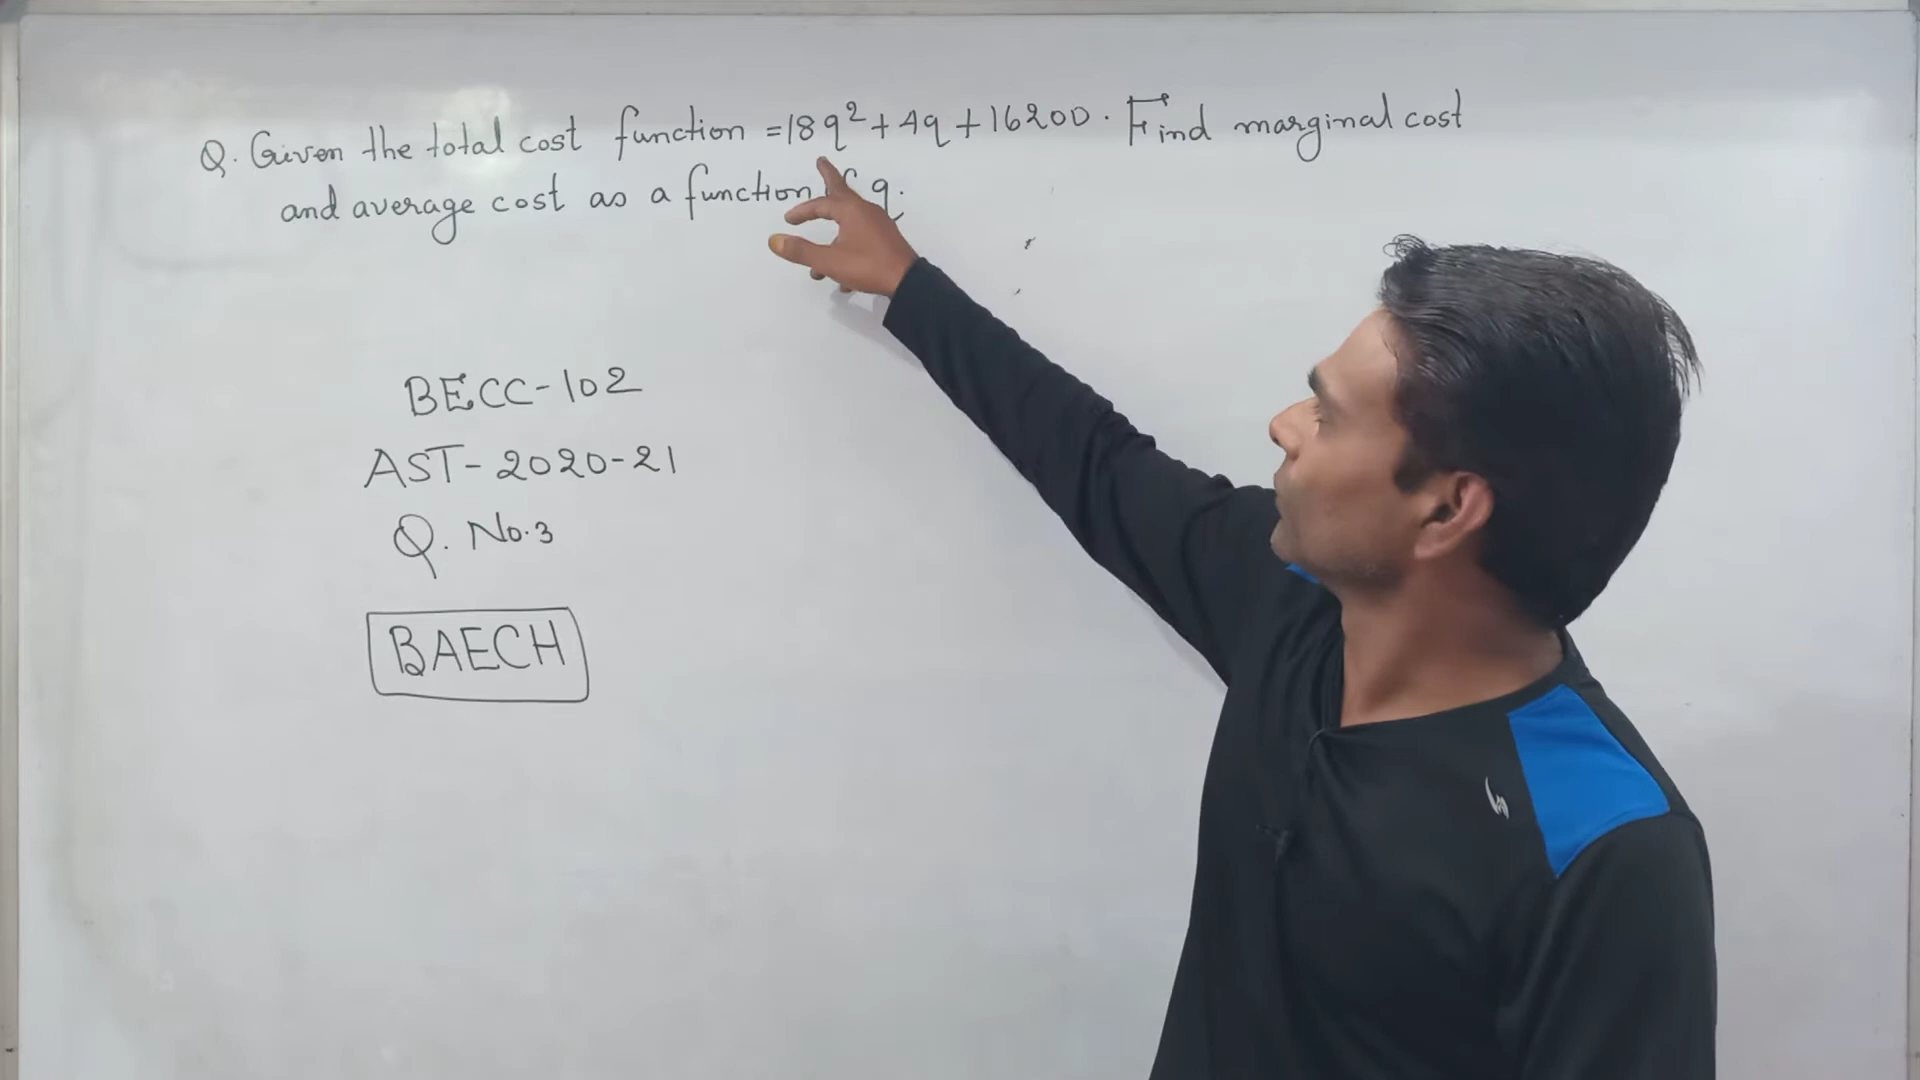 Q. Given the total cost function =18q²+4q+16200. Find marginal cost
and average cost as a function q.
BECC-102
AST-2020-21
Q. No.3
BAECH